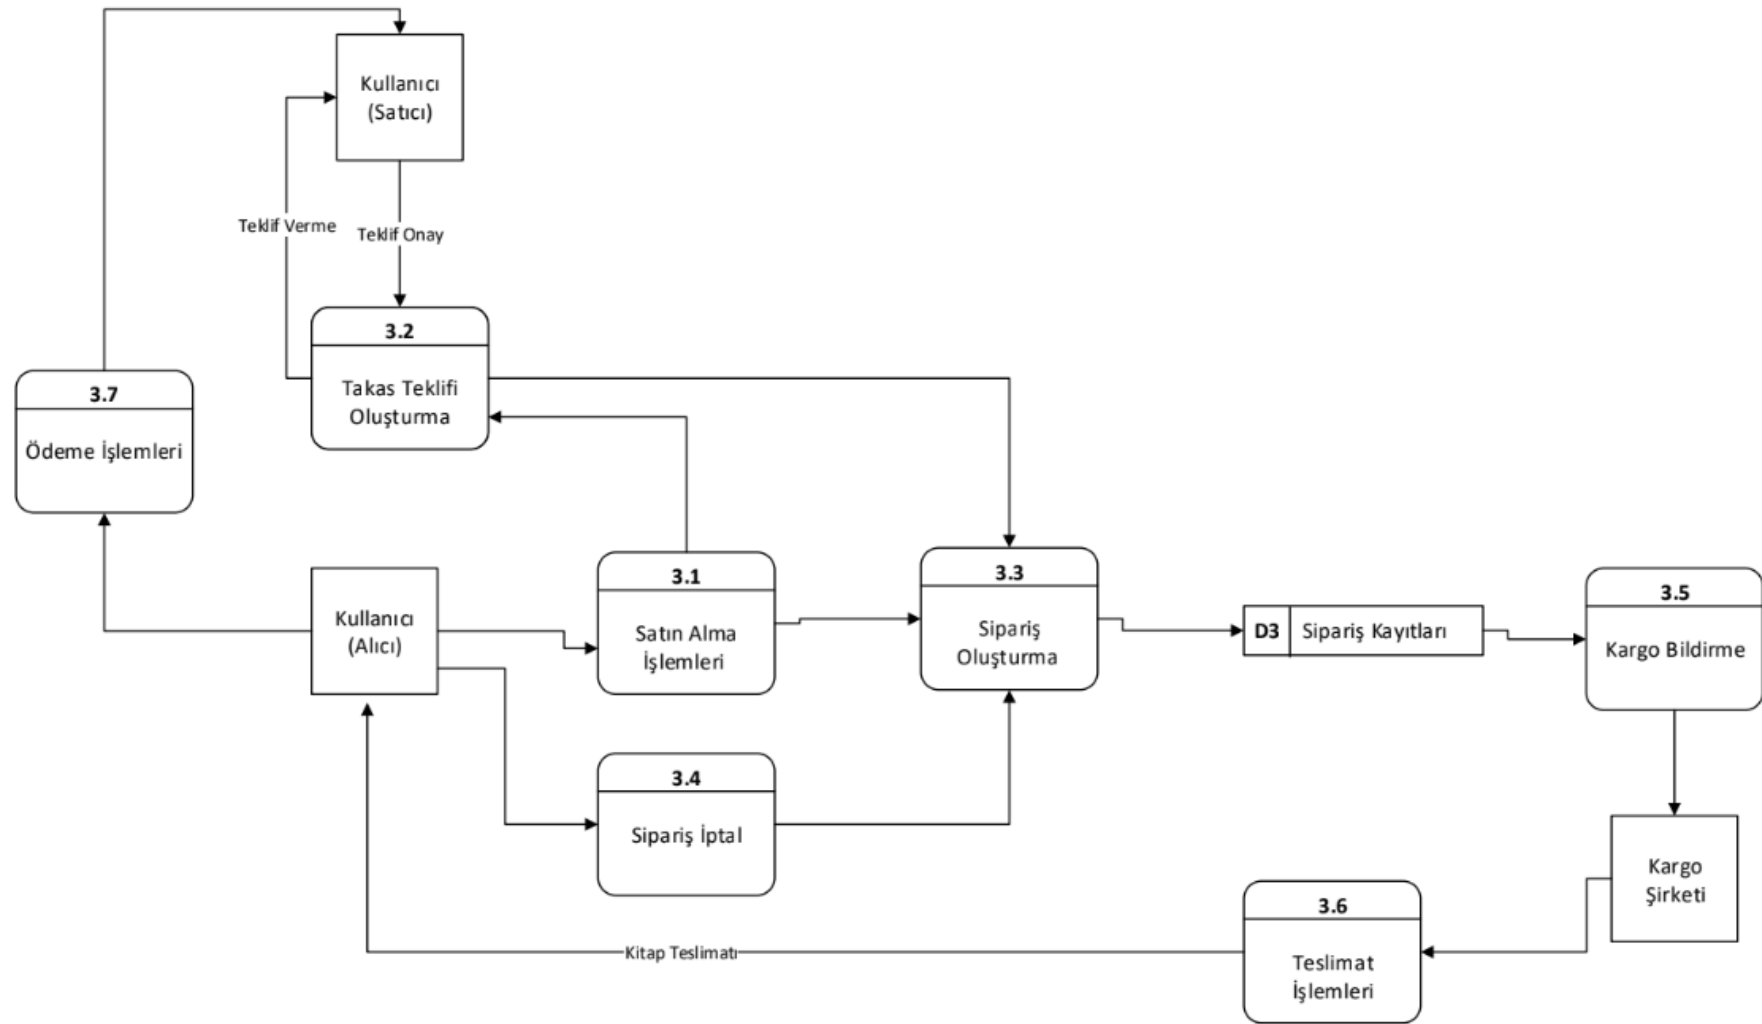 Kullanıcı
(Satıcı)
Teklif Verme
Teklif Onay
3.2
Takas Teklifi
Oluşturma
3.7
Ödeme İşlemleri
Kullanıcı
(Alıcı)
3.1
Satın Alma
İşlemleri
3.3
Sipariş
Oluşturma
D3 Sipariş Kayıtları
3.5
Kargo Bildirme
3.4
Sipariş İptal
Kargo
Şirketi
3.6
Teslimat
İşlemleri
Kitap Teslimatı